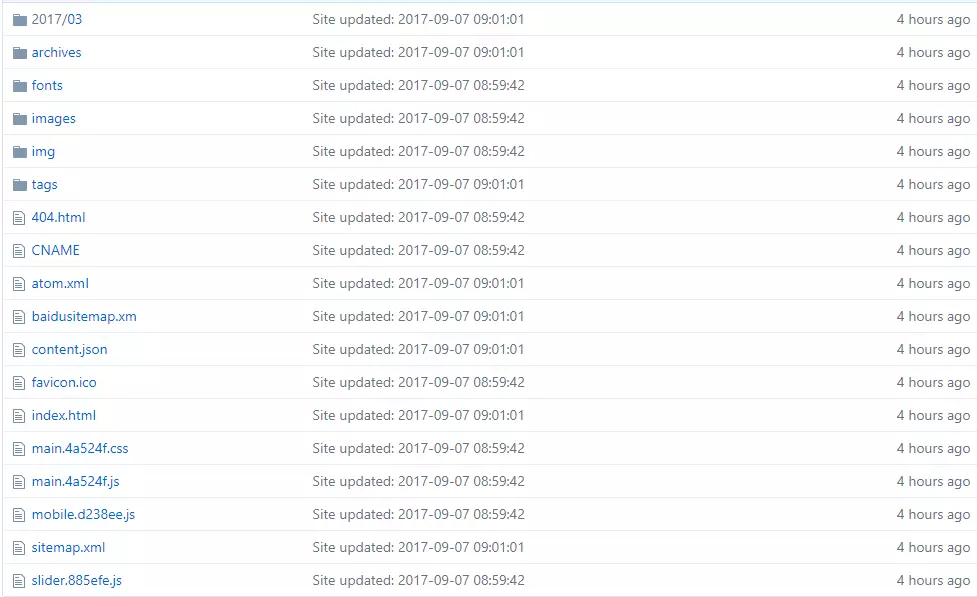 2017/03 Site updated: 2017-09-07 09:01:01 4 hours ago
archives Site updated: 2017-09-07 09:01:01 4 hours ago
fonts Site updated: 2017-09-07 08:59:42 4 hours ago
images Site updated: 2017-09-07 08:59:42 4 hours ago
img Site updated: 2017-09-07 08:59:42 4 hours ago
tags Site updated: 2017-09-07 09:01:01 4 hours ago
404.html Site updated: 2017-09-07 08:59:42 4 hours ago
CNAME Site updated: 2017-09-07 08:59:42 4 hours ago
atom.xml Site updated: 2017-09-07 09:01:01 4 hours ago
baidusitemap.xm Site updated: 2017-09-07 09:01:01 4 hours ago
content.json Site updated: 2017-09-07 09:01:01 4 hours ago
favicon.ico Site updated: 2017-09-07 08:59:42 4 hours ago
index.html Site updated: 2017-09-07 09:01:01 4 hours ago
main.4a524f.css Site updated: 2017-09-07 08:59:42 4 hours ago
main.4a524f.js Site updated: 2017-09-07 08:59:42 4 hours ago
mobile.d238ee.js Site updated: 2017-09-07 08:59:42 4 hours ago
sitemap.xml Site updated: 2017-09-07 09:01:01 4 hours ago
slider.885efe.js Site updated: 2017-09-07 08:59:42 4 hours ago